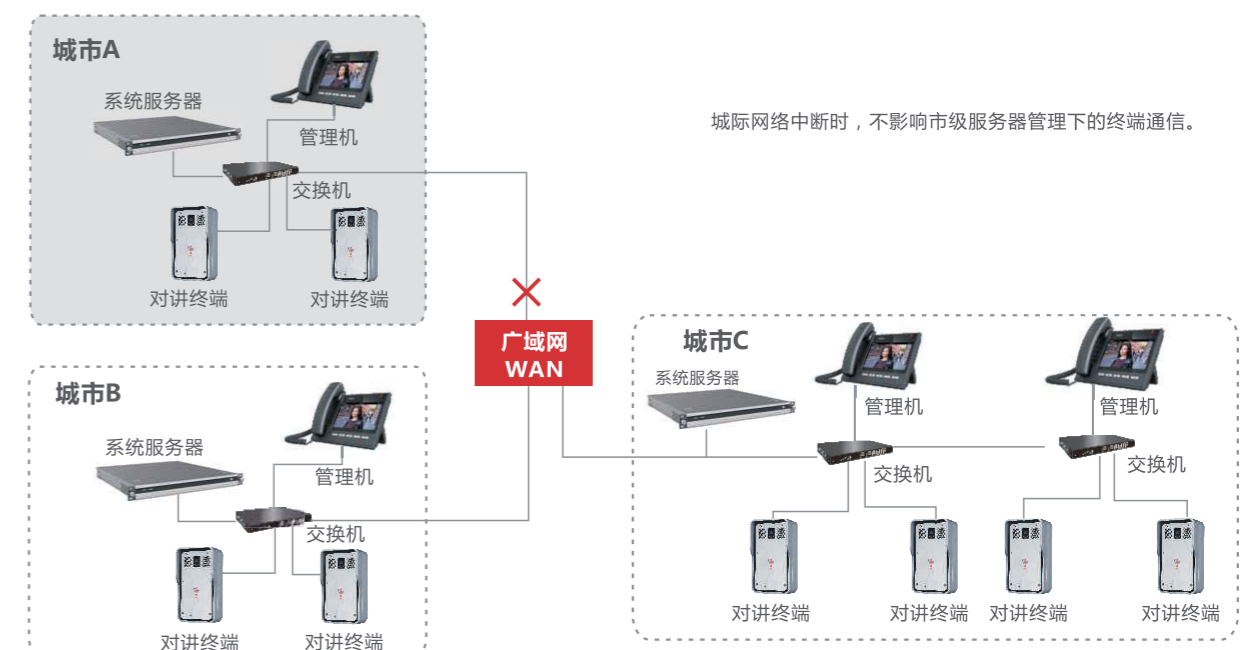 城市A
系统服务器
管理机
交换机
对讲终端
对讲终端
城际网络中断时，不影响市级服务器管理下的终端通信。
广域网
WAN
城市B
系统服务器
管理机
交换机
对讲终端
对讲终端
城市C
系统服务器
管理机
管理机
交换机
交换机
对讲终端
对讲终端
对讲终端
对讲终端